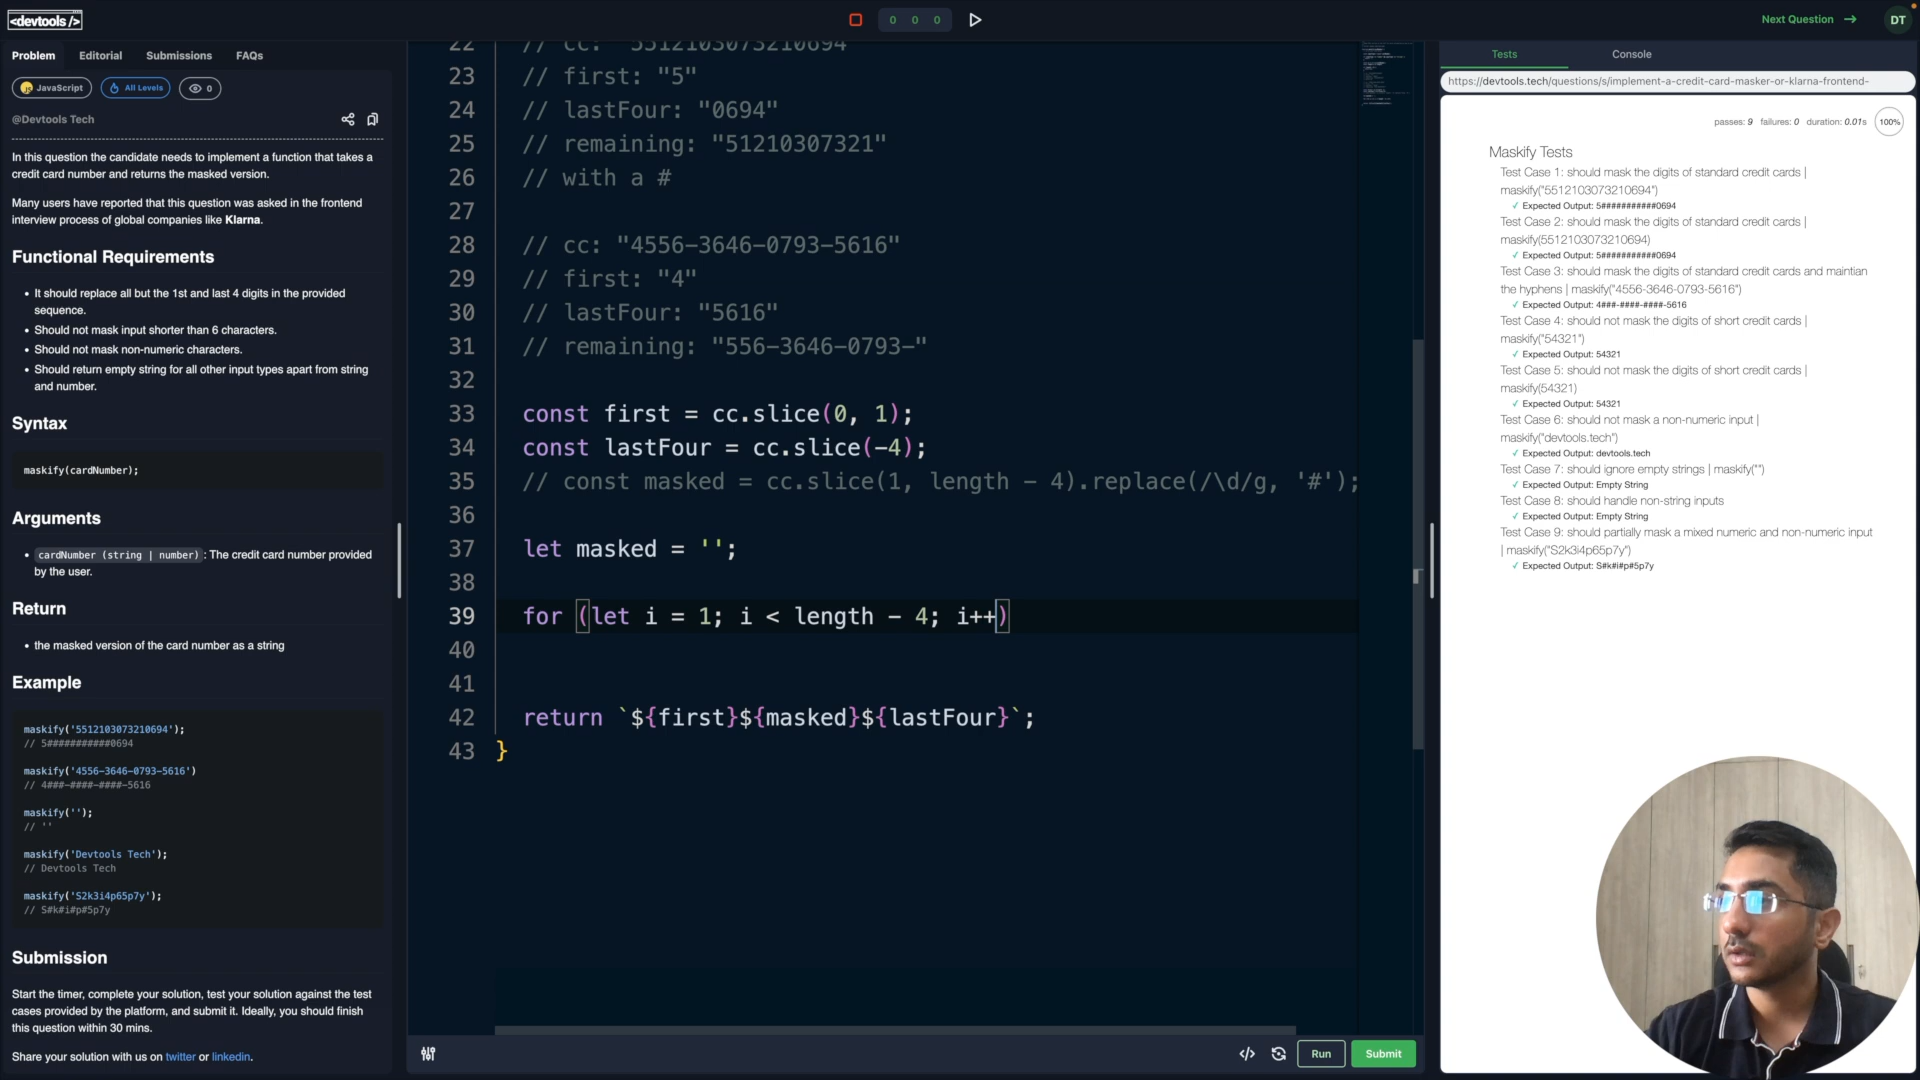 <devtools />
0 0 0
Next Question →
DT
Problem
Editorial
Submissions
FAQs
JavaScript
All Levels
0
@Devtools Tech
In this question the candidate needs to implement a function that takes a
credit card number and returns the masked version.
Many users have reported that this question was asked in the frontend
interview process of global companies like Klarna.
Functional Requirements
• It should replace all but the 1st and last 4 digits in the provided
sequence.
• Should not mask input shorter than 6 characters.
• Should not mask non-numeric characters.
• Should return empty string for all other input types apart from string
and number.
Syntax
maskify(cardNumber);
Arguments
• cardNumber (string | number) : The credit card number provided
by the user.
Return
• the masked version of the card number as a string
Example
maskify('5512103073210694');
// 5###########0694
maskify('4556-3646-0793-5616')
// 4###-####-####-5616
maskify('');
// ''
maskify('Devtools Tech');
// Devtools Tech
maskify('S2k3i4p65p7y');
// S#k#i#p#5p7y
Submission
Start the timer, complete your solution, test your solution against the test
cases provided by the platform, and submit it. Ideally, you should finish
this question within 30 mins.
Share your solution with us on twitter or linkedin.
22 // cc: "5512103073210694"
23 // first: "5"
24 // lastFour: "0694"
25 // remaining: "51210307321"
26 // with a #
27
28 // cc: "4556-3646-0793-5616"
29 // first: "4"
30 // lastFour: "5616"
31 // remaining: "556-3646-0793-"
32
33 const first = cc.slice(0, 1);
34 const lastFour = cc.slice(-4);
35 // const masked = cc.slice(1, length - 4).replace(/\d/g, '#');
36
37 let masked = '';
38
39 for (let i = 1; i < length - 4; i++)
40
41
42 return `${first}${masked}${lastFour}`;
43 }
</> Run Submit
Tests
Console
https://devtools.tech/questions/s/implement-a-credit-card-masker-or-klarna-frontend-
passes: 9 failures: 0 duration: 0.01s 100%
Maskify Tests
Test Case 1: should mask the digits of standard credit cards |
maskify("5512103073210694")
✓ Expected Output: 5###########0694
Test Case 2: should mask the digits of standard credit cards |
maskify(5512103073210694)
✓ Expected Output: 5###########0694
Test Case 3: should mask the digits of standard credit cards and maintian
the hyphens | maskify("4556-3646-0793-5616")
✓ Expected Output: 4###-####-####-5616
Test Case 4: should not mask the digits of short credit cards |
maskify("54321")
✓ Expected Output: 54321
Test Case 5: should not mask the digits of short credit cards |
maskify(54321)
✓ Expected Output: 54321
Test Case 6: should not mask a non-numeric input |
maskify("devtools.tech")
✓ Expected Output: devtools.tech
Test Case 7: should ignore empty strings | maskify("")
✓ Expected Output: Empty String
Test Case 8: should handle non-string inputs
✓ Expected Output: Empty String
Test Case 9: should partially mask a mixed numeric and non-numeric input
| maskify("S2k3i4p65p7y")
✓ Expected Output: S#k#i#p#5p7y